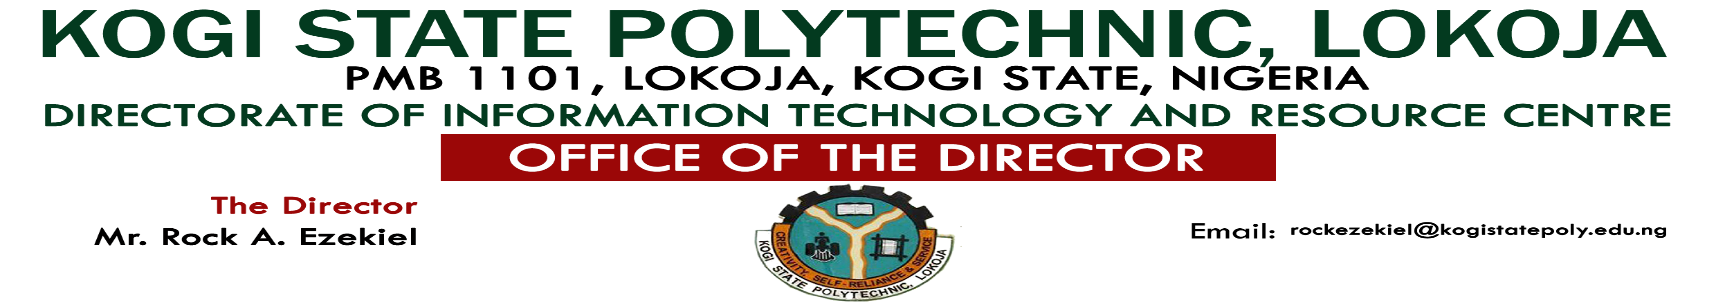 KOGI STATE POLYTECHNIC, LOKOJA
PMB 1101, LOKOJA, KOGI STATE, NIGERIA
DIRECTORATE OF INFORMATION TECHNOLOGY AND RESOURCE CENTRE
OFFICE OF THE DIRECTOR
The Director
Mr. Rock A. Ezekiel
CREATIVITY, SELF-RELIANCE & SERVICE
KOGI STATE POLYTECHNIC, LOKOJA
Email: rockezekiel@kogistatepoly.edu.ng